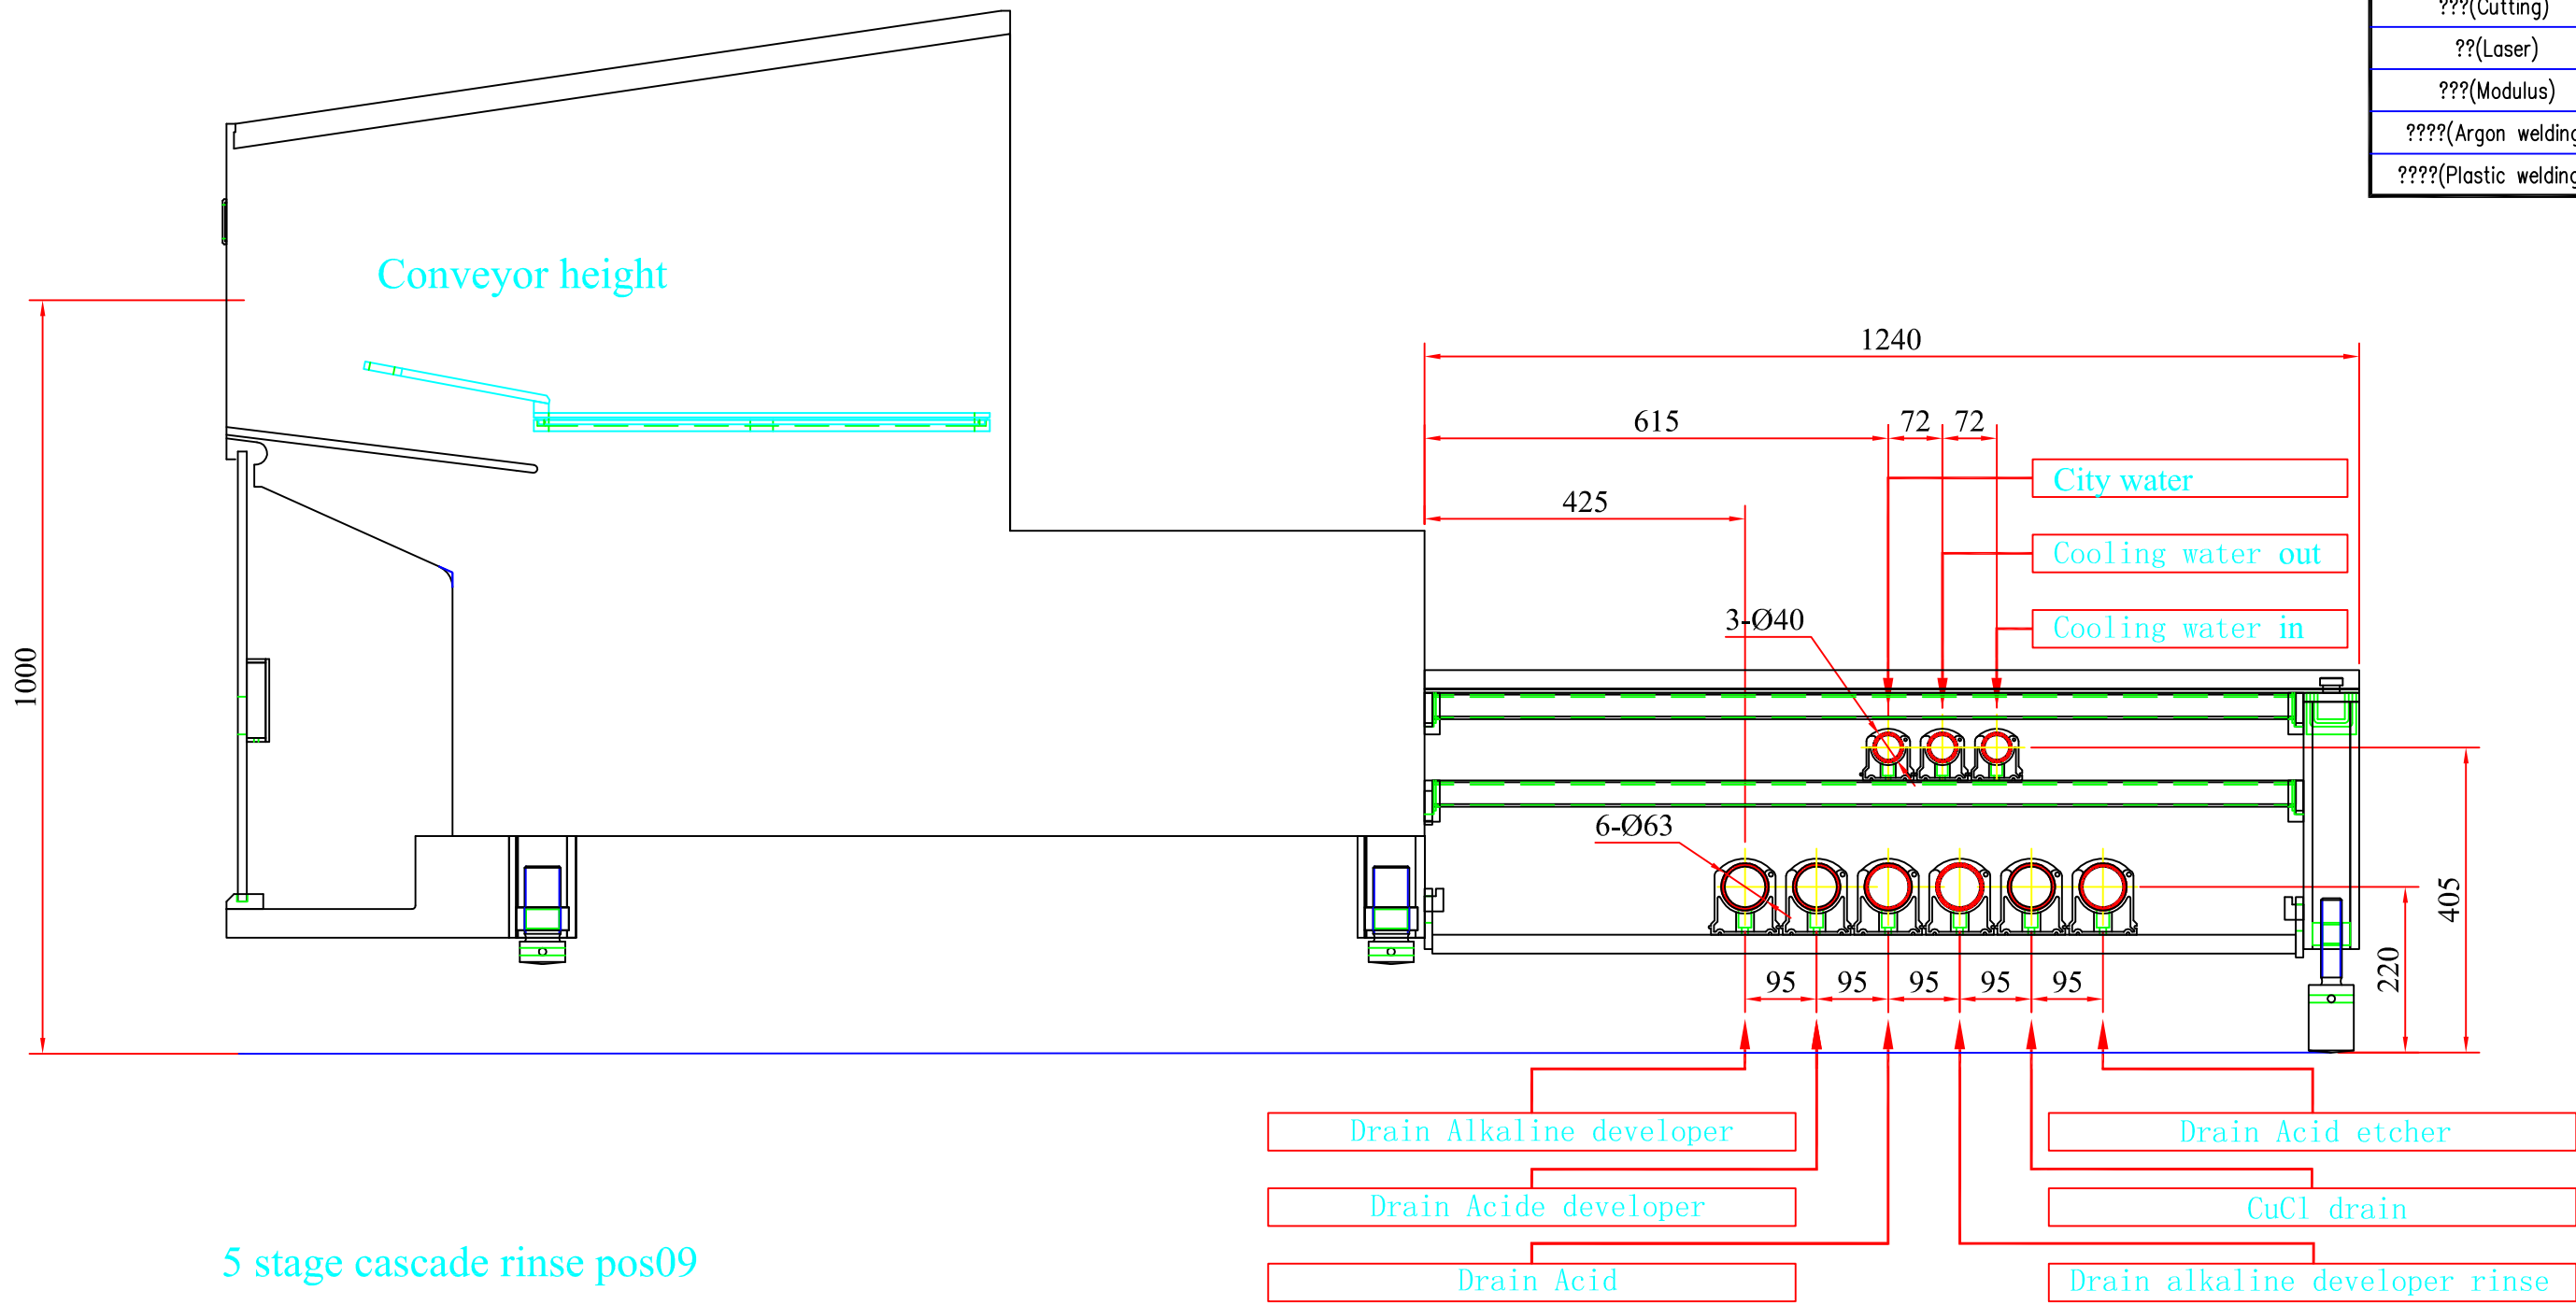 ???(Cutting)
??(Laser)
???(Modulus)
????(Argon welding
????(Plastic welding
Conveyor height
1240
615
72
72
City water
425
Cooling water out
3-Ø40
Cooling water in
1000
6-Ø63
405
220
95
95
95
95
95
Drain Alkaline developer
Drain Acid etcher
Drain Acide developer
CuCl drain
5 stage cascade rinse pos09
Drain Acid
Drain alkaline developer rinse